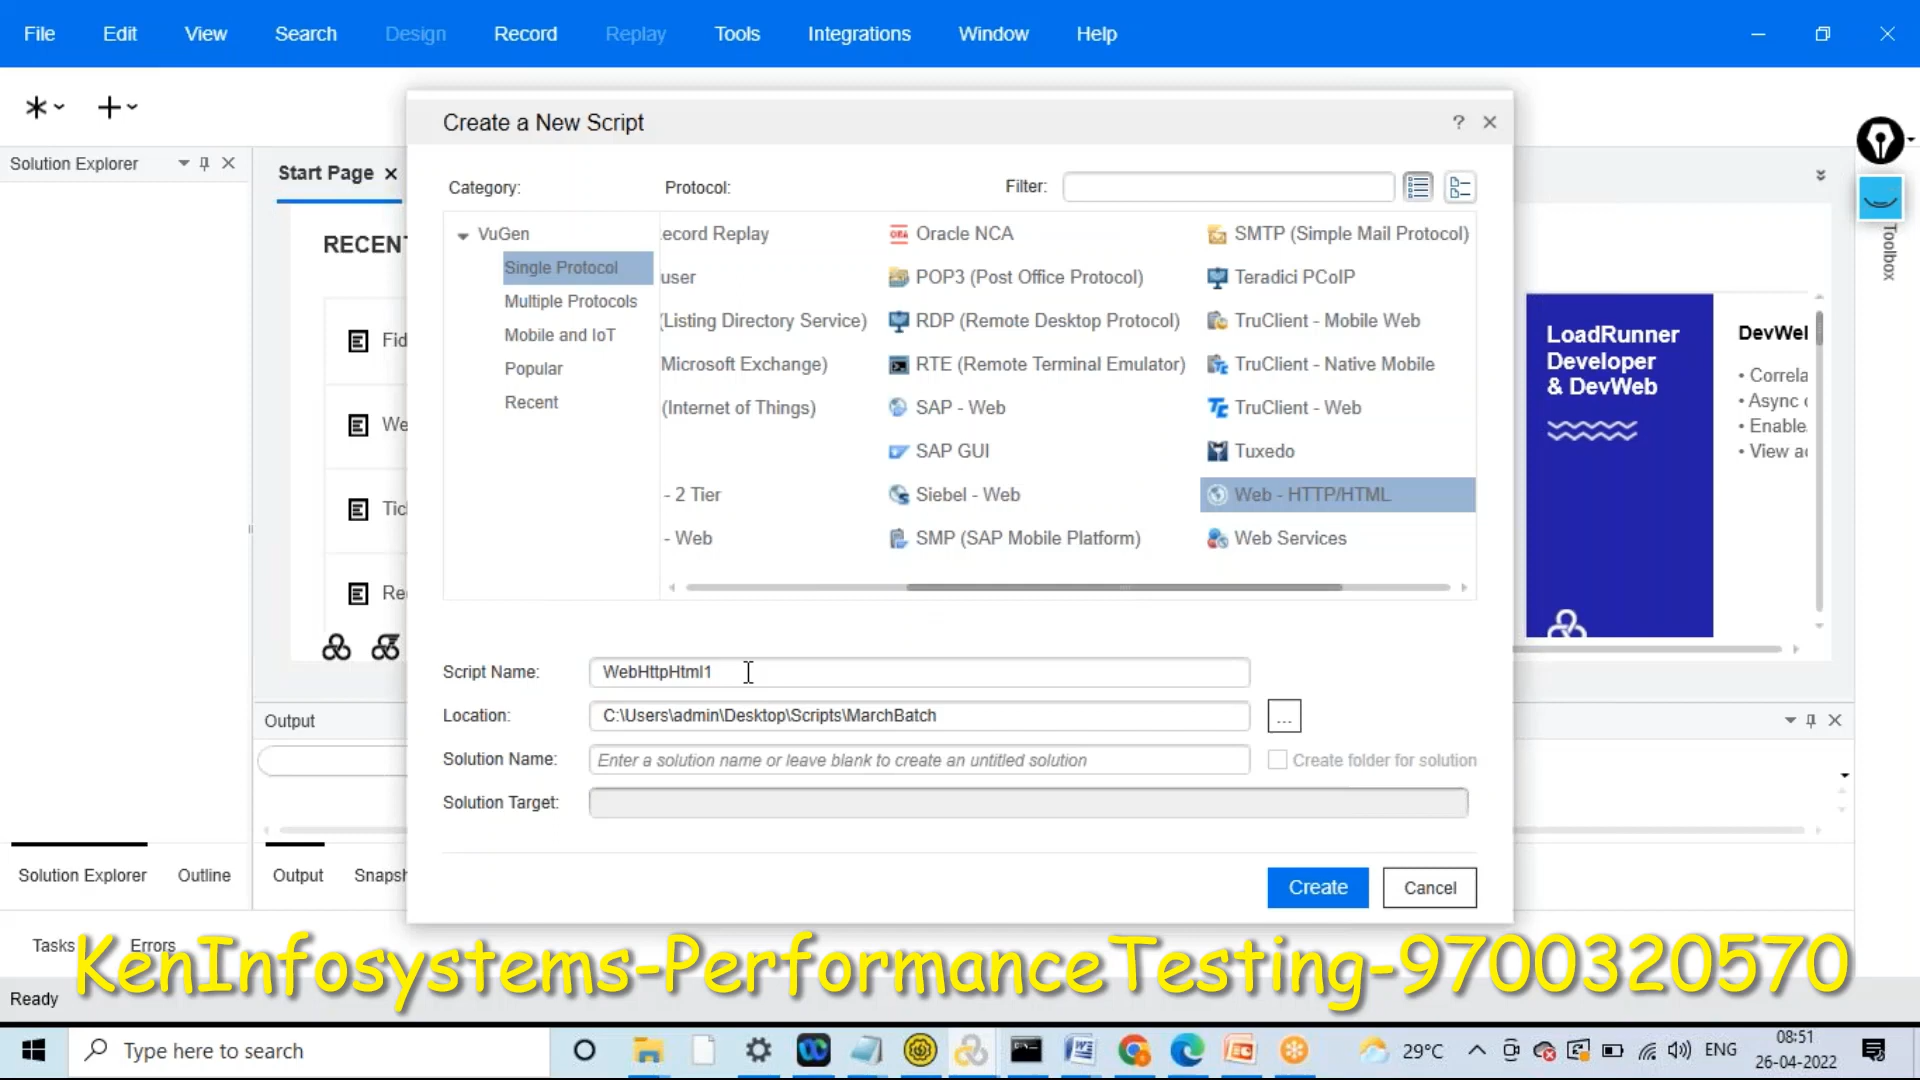 File Edit View Search Design Record Replay Tools Integrations Window Help
Create a New Script
?
Solution Explorer
Start Page
Category:
Protocol:
Filter:
VuGen
Single Protocol
Multiple Protocols
Mobile and IoT
Popular
Recent
ecord Replay
user
(Listing Directory Service)
(Microsoft Exchange)
(Internet of Things)
- 2 Tier
- Web
Oracle NCA
POP3 (Post Office Protocol)
RDP (Remote Desktop Protocol)
RTE (Remote Terminal Emulator)
SAP - Web
SAP GUI
Siebel - Web
SMP (SAP Mobile Platform)
SMTP (Simple Mail Protocol)
Teradici PCoIP
TruClient - Mobile Web
TruClient - Native Mobile
TruClient - Web
Tuxedo
Web - HTTP/HTML
Web Services
RECENT
Fid
We
Tic
Re
LoadRunner
Developer
& DevWeb
DevWel
• Correla
• Async
• Enable
• View a
Toolbox
Script Name: WebHttpHtml1
Location: C:\Users\admin\Desktop\Scripts\MarchBatch ...
Solution Name: Enter a solution name or leave blank to create an untitled solution Create folder for solution
Solution Target:
Create Cancel
Output
Solution Explorer Outline Output Snapsh
Tasks Errors
KenInfosystems-PerformanceTesting-9700320570
Ready
Type here to search
29°C
ENG
08:51
26-04-2022